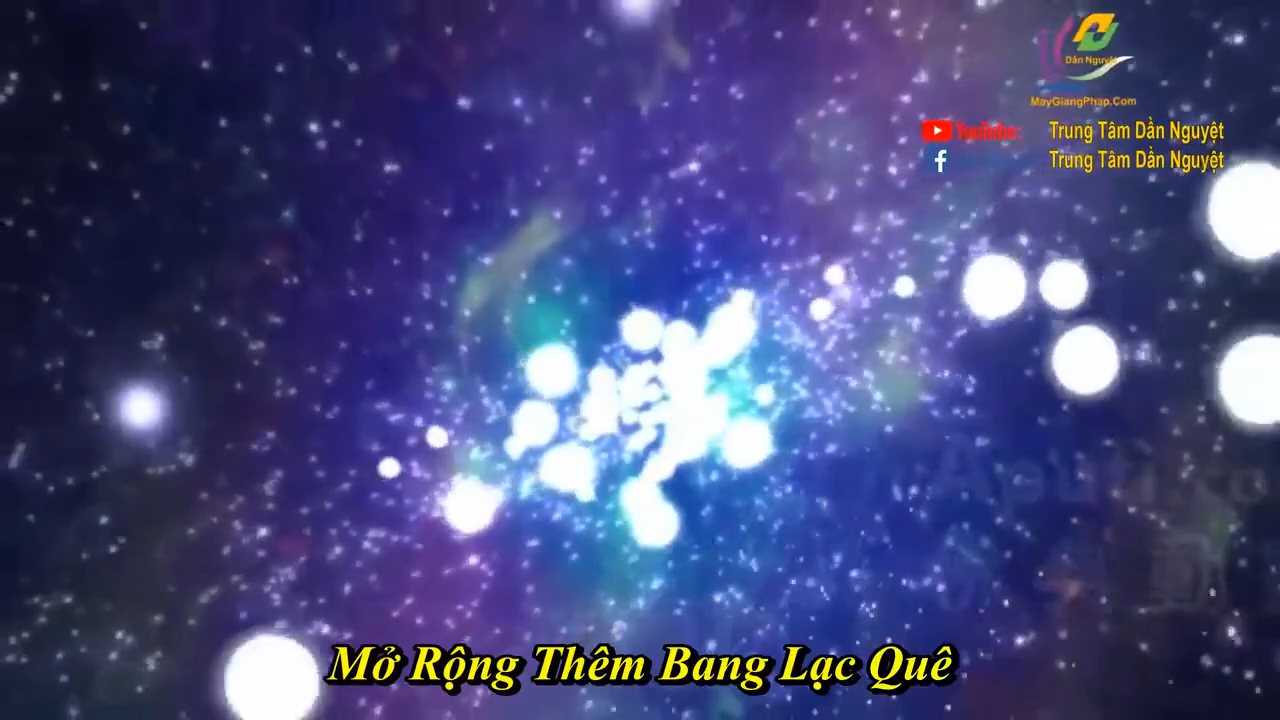 Dần Nguyệt
MayGiangPhap.Com
YouTube: Trung Tâm Dần Nguyệt
Trung Tâm Dần Nguyệt
Mở Rộng Thêm Bang Lạc Quê